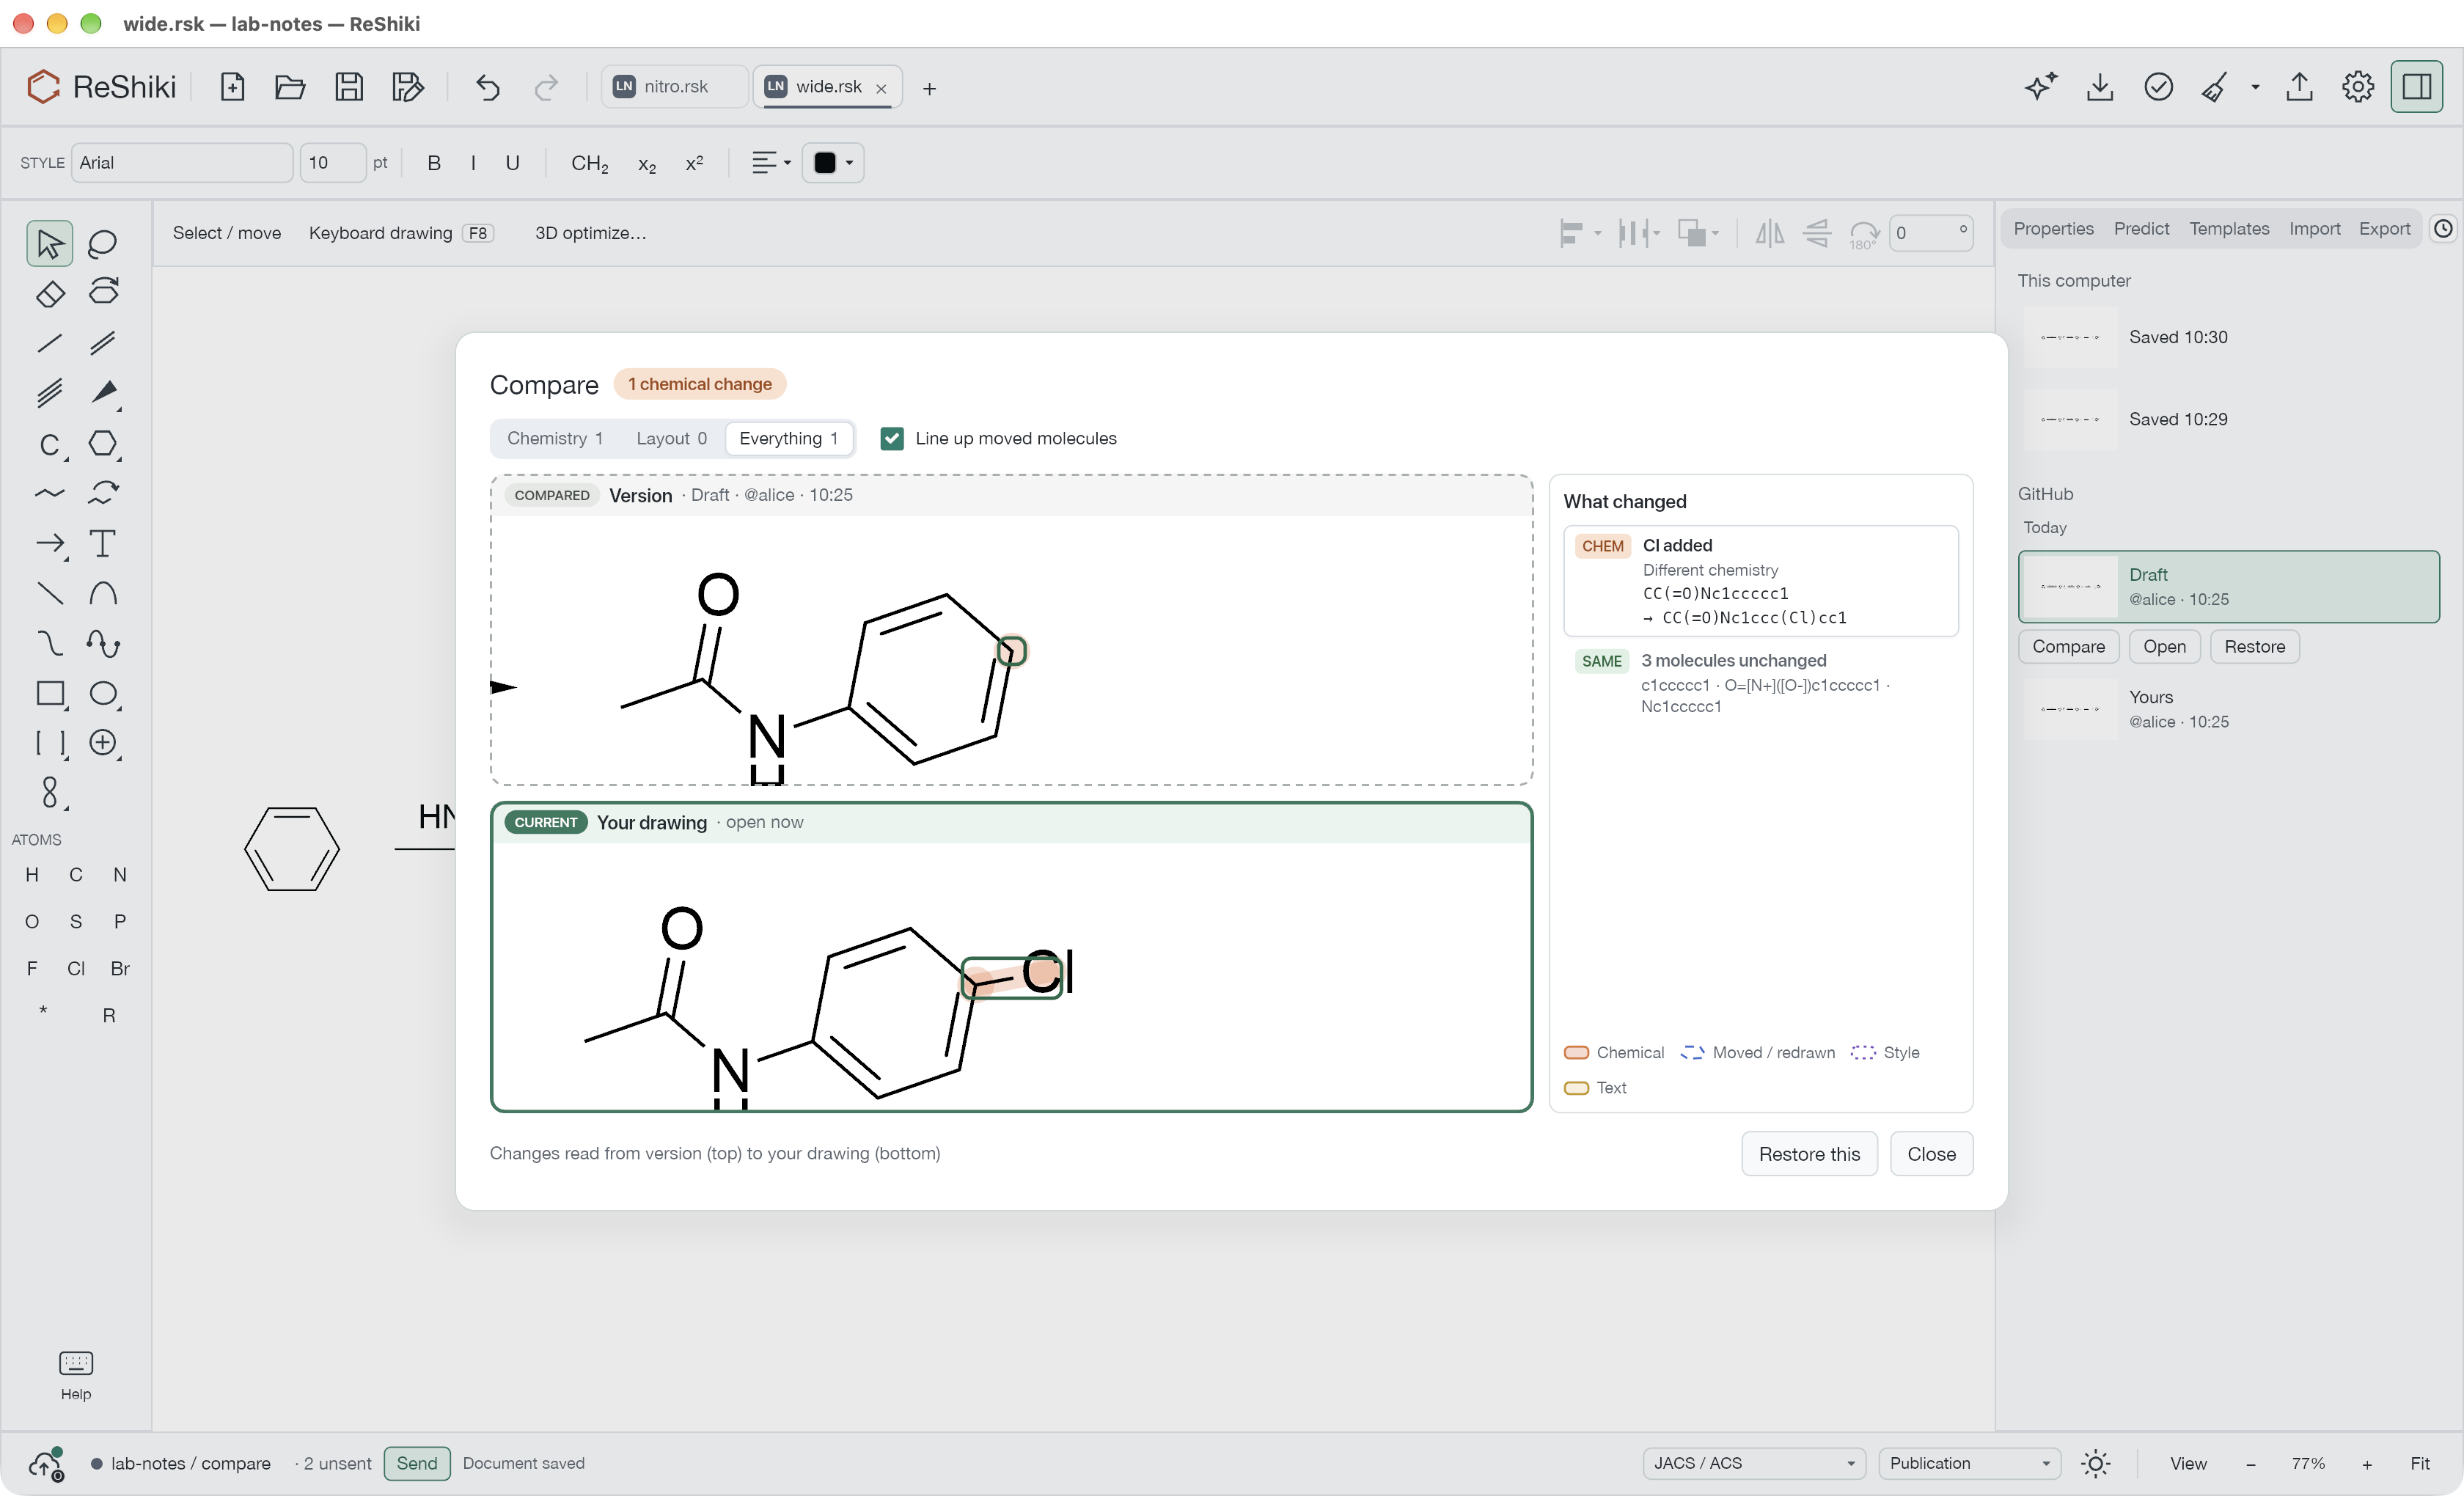 wide.rsk — lab-notes — ReShiki
ReShiki
LN nitro.rsk
LN wide.rsk ×
+
STYLE Arial 10 pt B I U CH₂ x₂ x²
Select / move Keyboard drawing F8 3D optimize...
180° 0 °
Properties Predict Templates Import Export
This computer
Saved 10:30
Saved 10:29
GitHub
Today
Draft
@alice · 10:25
Compare Open Restore
Yours
@alice · 10:25
C
T
[ ]
ATOMS
H C N
O S P
F Cl Br
* R
Help
HN
Compare 1 chemical change
Chemistry 1 Layout 0 Everything 1 Line up moved molecules
COMPARED Version · Draft · @alice · 10:25
O
N
H
CURRENT Your drawing · open now
O
Cl
N
H
What changed
CHEM Cl added
Different chemistry
CC(=O)Nc1ccccc1
→ CC(=O)Nc1ccc(Cl)cc1
SAME 3 molecules unchanged
c1ccccc1 · O=[N+]([O-])c1ccccc1 ·
Nc1ccccc1
Chemical Moved / redrawn Style
Text
Changes read from version (top) to your drawing (bottom)
Restore this Close
lab-notes / compare · 2 unsent Send Document saved
JACS / ACS Publication View − 77% + Fit